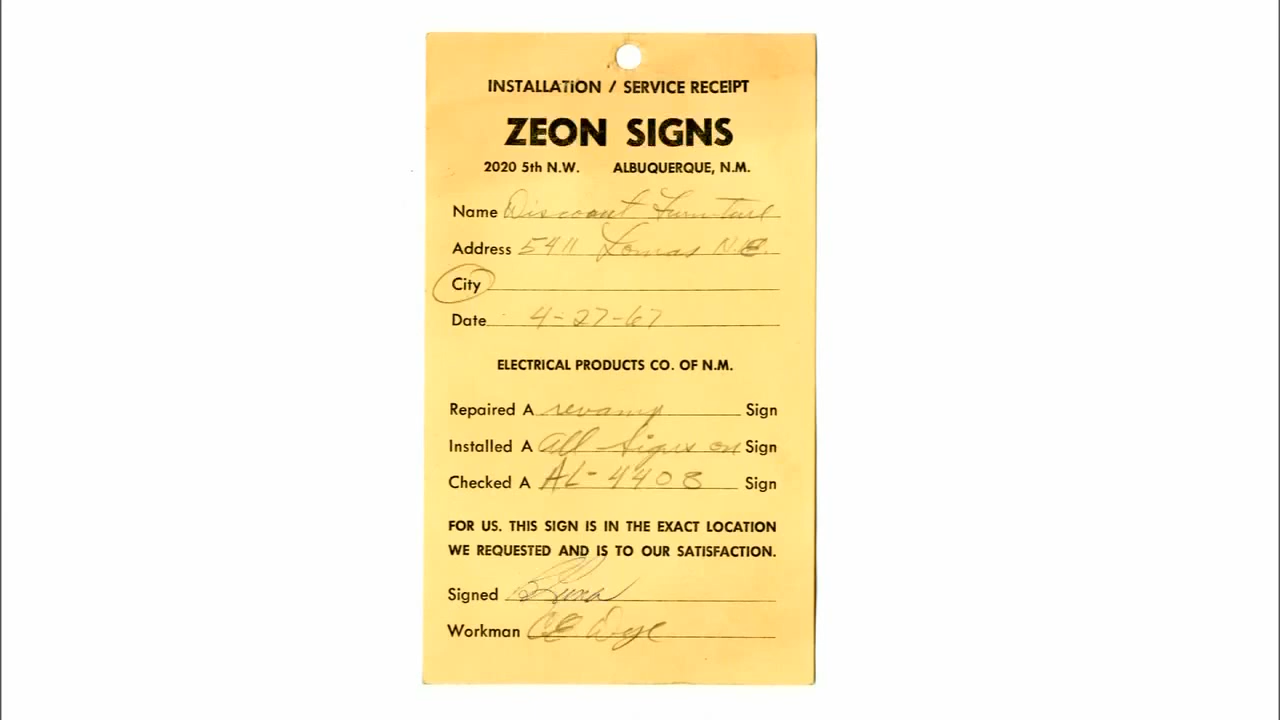 INSTALLATION / SERVICE RECEIPT
ZEON SIGNS
2020 5th N.W. ALBUQUERQUE, N.M.
Name Discount Furniture
Address 5411 Lomas N.E.
City
Date 4-27-67
ELECTRICAL PRODUCTS CO. OF N.M.
Repaired A revamp Sign
Installed A all signs on Sign
Checked A AL-4408 Sign
FOR US. THIS SIGN IS IN THE EXACT LOCATION
WE REQUESTED AND IS TO OUR SATISFACTION.
Signed
Workman CE Dye